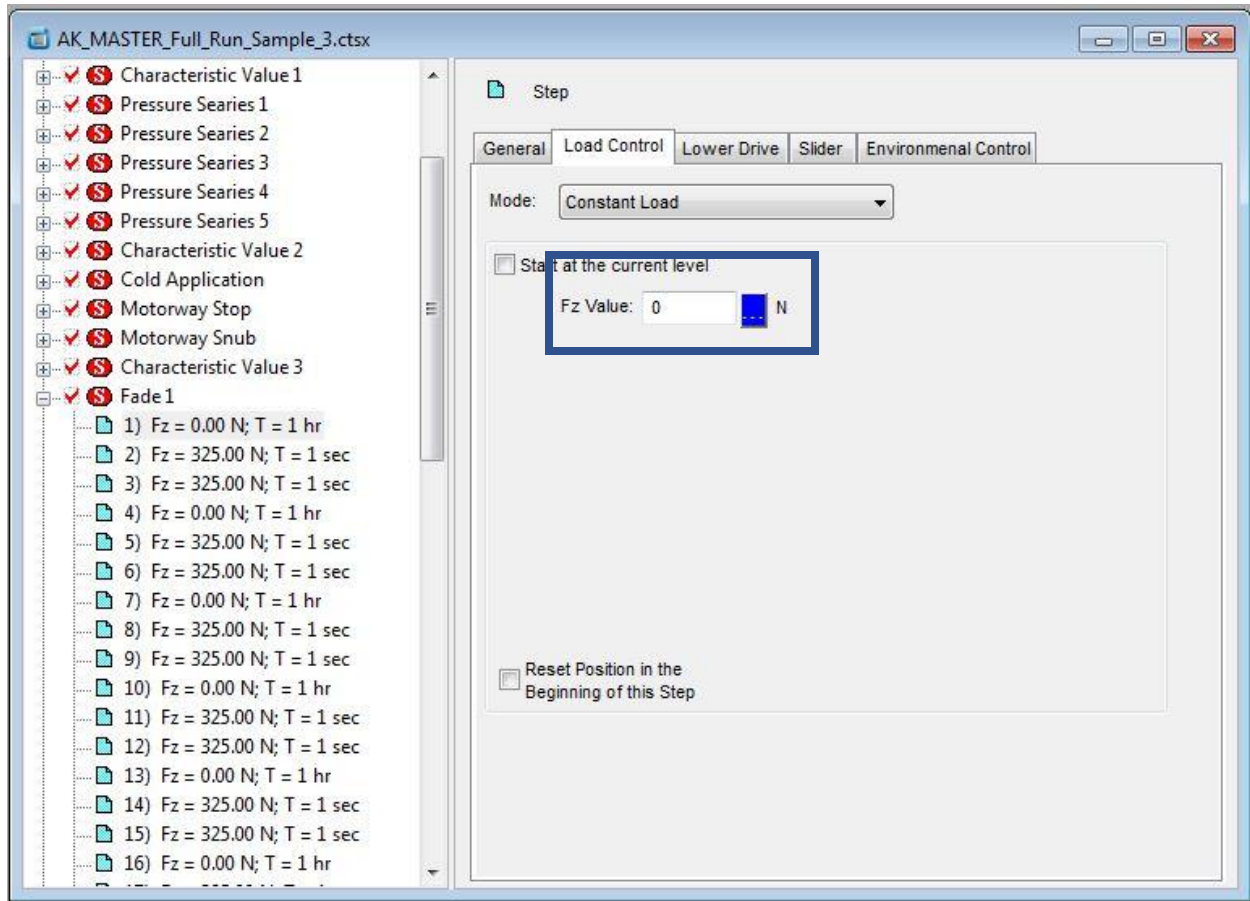 AK_MASTER_Full_Run_Sample_3.ctsx
Characteristic Value 1
Pressure Searies 1
Pressure Searies 2
Pressure Searies 3
Pressure Searies 4
Pressure Searies 5
Characteristic Value 2
Cold Application
Motorway Stop
Motorway Snub
Characteristic Value 3
Fade 1
1) Fz = 0.00 N; T = 1 hr
2) Fz = 325.00 N; T = 1 sec
3) Fz = 325.00 N; T = 1 sec
4) Fz = 0.00 N; T = 1 hr
5) Fz = 325.00 N; T = 1 sec
6) Fz = 325.00 N; T = 1 sec
7) Fz = 0.00 N; T = 1 hr
8) Fz = 325.00 N; T = 1 sec
9) Fz = 325.00 N; T = 1 sec
10) Fz = 0.00 N; T = 1 hr
11) Fz = 325.00 N; T = 1 sec
12) Fz = 325.00 N; T = 1 sec
13) Fz = 0.00 N; T = 1 hr
14) Fz = 325.00 N; T = 1 sec
15) Fz = 325.00 N; T = 1 sec
16) Fz = 0.00 N; T = 1 hr
Step
General Load Control Lower Drive Slider Environmenal Control
Mode: Constant Load
Start at the current level
Fz Value: 0 ... N
Reset Position in the
Beginning of this Step